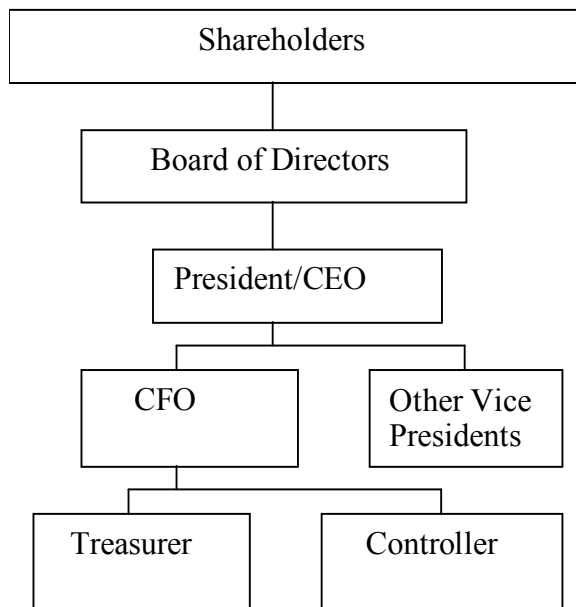 Shareholders
Board of Directors
President/CEO
CFO
Other Vice
Presidents
Treasurer
Controller